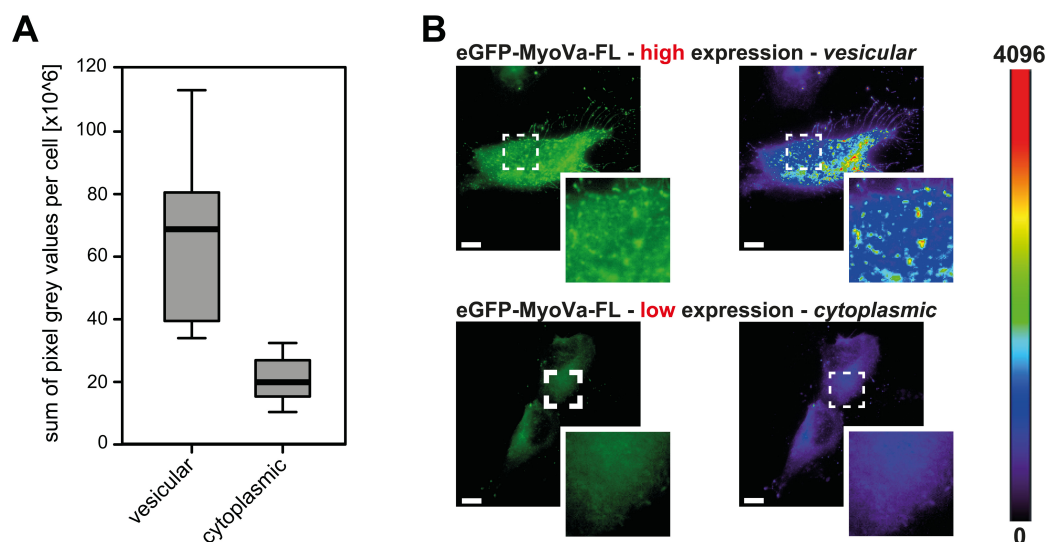 A
sum of pixel grey values per cell [x10^6]
120
100
80
60
40
20
0
vesicular
cytoplasmic
B
eGFP-MyoVa-FL - high expression - vesicular
eGFP-MyoVa-FL - low expression - cytoplasmic
4096
0